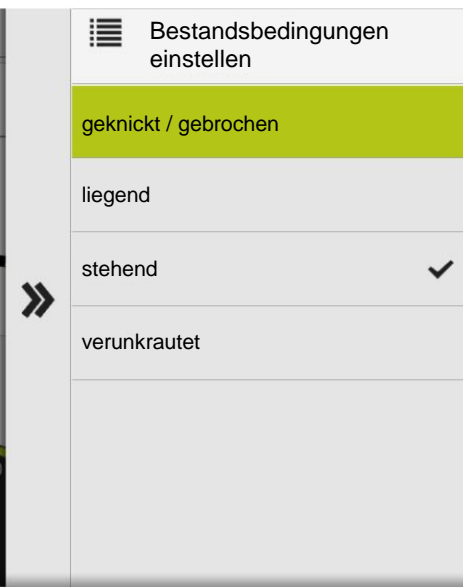 Bestandsbedingungen
einstellen
geknickt / gebrochen
liegend
stehend
verunkrautet